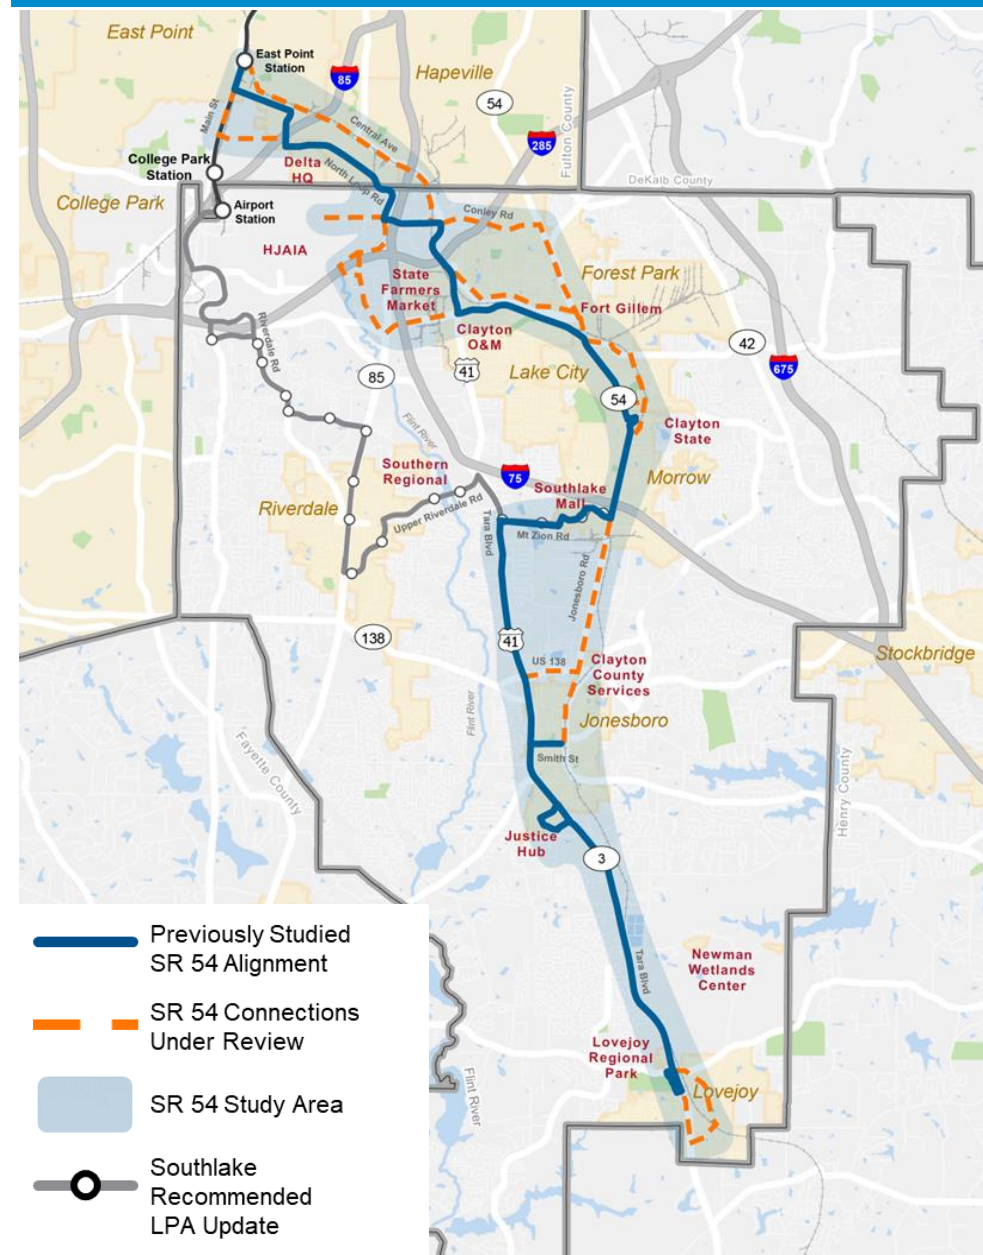 East Point
East Point
Station
85
Hapeville
54
Fulton County
Main St
Central Ave
285
College Park
Station
Delta
HQ
North Loop Rd
DeKalb County
College Park
Airport
Station
Conley Rd
HJAIA
State
Farmers
Market
Forest Park
Fort Gillem
Riverdale Rd
Clayton
O&M
42
41
675
85
Lake City
54
Flint River
Clayton
State
Southern
Regional
75
Southlake
Mall
Morrow
Riverdale
Upper Riverdale Rd
Tara Blvd
Mt Zion Rd
Jonesboro Rd
138
41
US 138
Clayton
County
Services
Stockbridge
Flint River
Jonesboro
Fayette County
Smith St
Henry County
Justice
Hub
3
Previously Studied
SR 54 Alignment
Tara Blvd
Newman
Wetlands
Center
SR 54 Connections
Under Review
Lovejoy
Regional
Park
Flint River
Lovejoy
SR 54 Study Area
Southlake
Recommended
LPA Update